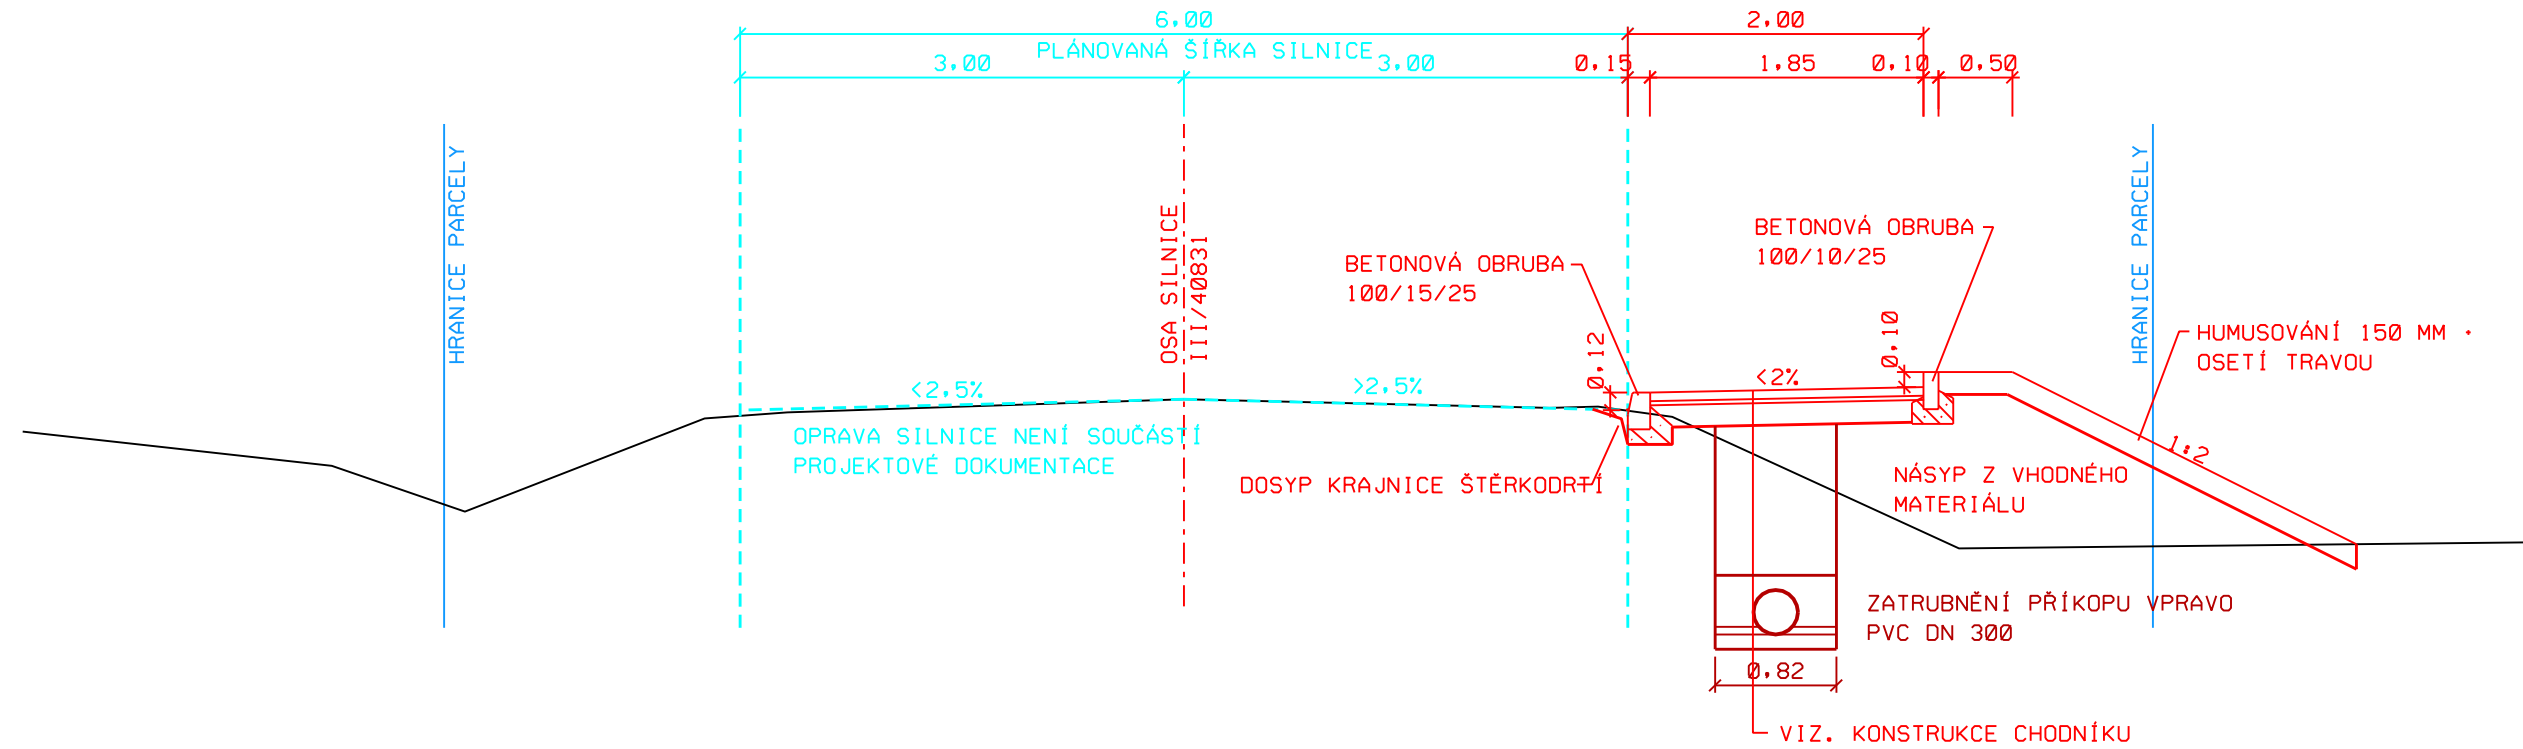 6,00
2,00
PLÁNOVANÁ ŠÍŘKA SILNICE
3,00
3,00
0,15
1,85
0,10
0,50
HRANICE PARCELY
OSA SILNICE
III/40831
HRANICE PARCELY
BETONOVÁ OBRUBA
100/10/25
BETONOVÁ OBRUBA
100/15/25
0,12
0,10
HUMUSOVÁNÍ 150 MM +
OSETÍ TRAVOU
<2,5%
>2,5%
<2%
OPRAVA SILNICE NENÍ SOUČÁSTÍ
PROJEKTOVÉ DOKUMENTACE
1:2
DOSYP KRAJNICE ŠTĚRKODRTÍ
NÁSYP Z VHODNÉHO
MATERIÁLU
ZATRUBNĚNÍ PŘÍKOPU VPRAVO
PVC DN 300
0,82
VIZ. KONSTRUKCE CHODNÍKU